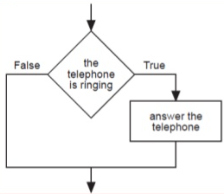 False
the
telephone
is ringing
True
answer the
telephone